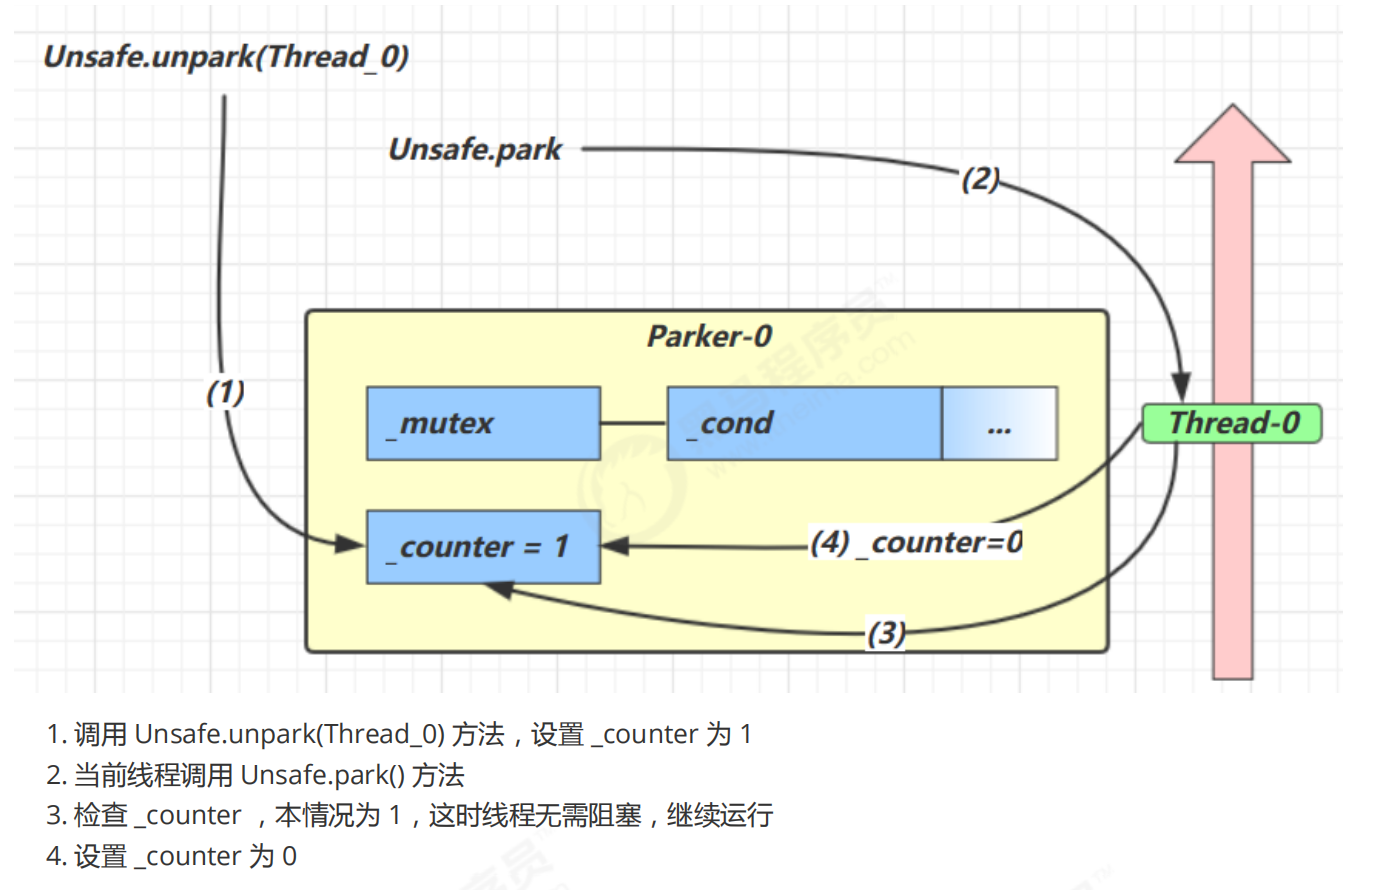 Unsafe.unpark(Thread_0)
Unsafe.park
(2)
Parker-0
(1)
_mutex
_cond
...
Thread-0
_counter = 1
(4) _counter=0
(3)
1. 调用 Unsafe.unpark(Thread_0) 方法，设置 _counter 为 1
2. 当前线程调用 Unsafe.park() 方法
3. 检查 _counter ，本情况为 1，这时线程无需阻塞，继续运行
4. 设置 _counter 为 0